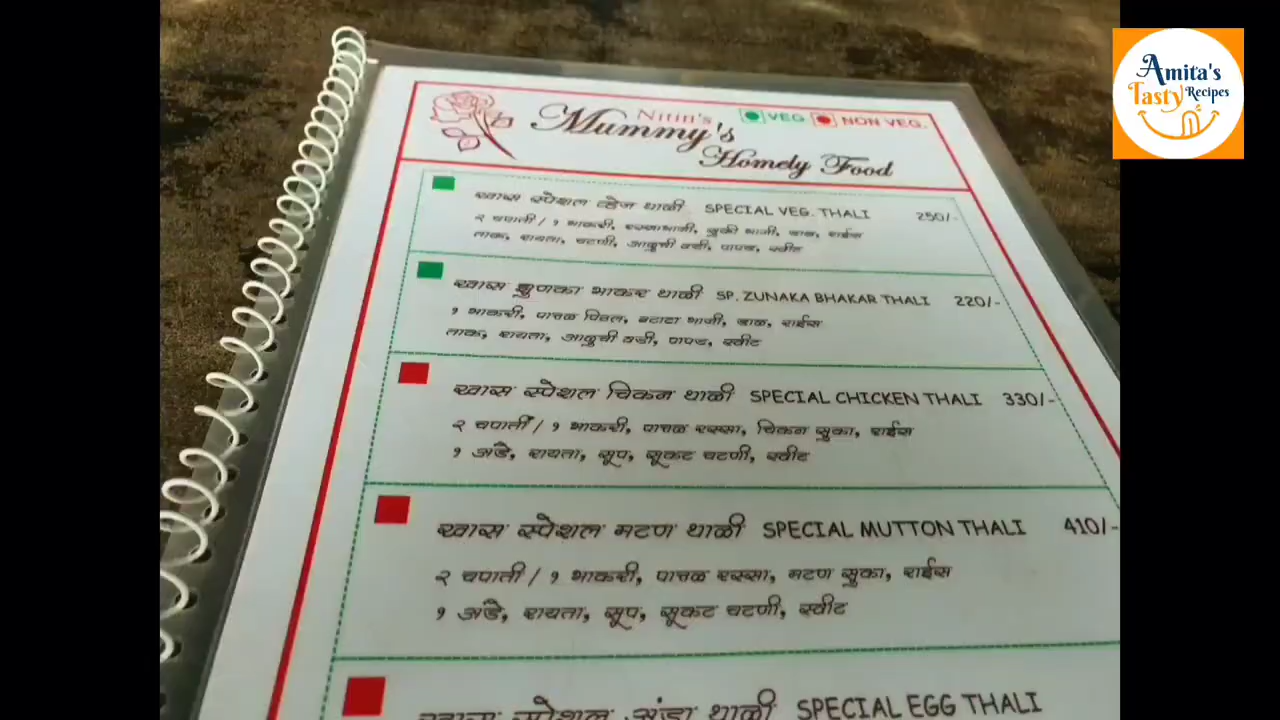 Amita's
Tasty Recipes
Nitin's
Mummy's
Homely Food
VEG NON VEG.
खास स्पेशल व्हेज थाळी SPECIAL VEG. THALI 250/-
२ चपाती / १ भाकरी, रस्साभाजी, सुकी भाजी, डाळ, राईस
ताक, रायता, चटणी, आळुची वडी, पापड, स्वीट
खास झुणका भाकर थाळी SP. ZUNAKA BHAKAR THALI 220/-
१ भाकरी, पातळ पिठल, बटाटा भाजी, डाळ, राईस
ताक, रायता, आळुची वडी, पापड, स्वीट
खास स्पेशल चिकन थाळी SPECIAL CHICKEN THALI 330/-
२ चपाती / १ भाकरी, पातळ रस्सा, चिकन सुका, राईस
१ अंडे, रायता, सूप, सूकट चटणी, स्वीट
खास स्पेशल मटण थाळी SPECIAL MUTTON THALI 410/-
२ चपाती / १ भाकरी, पातळ रस्सा, मटण सुका, राईस
१ अंडे, रायता, सूप, सूकट चटणी, स्वीट
खास स्पेशल अंडा थाळी SPECIAL EGG THALI